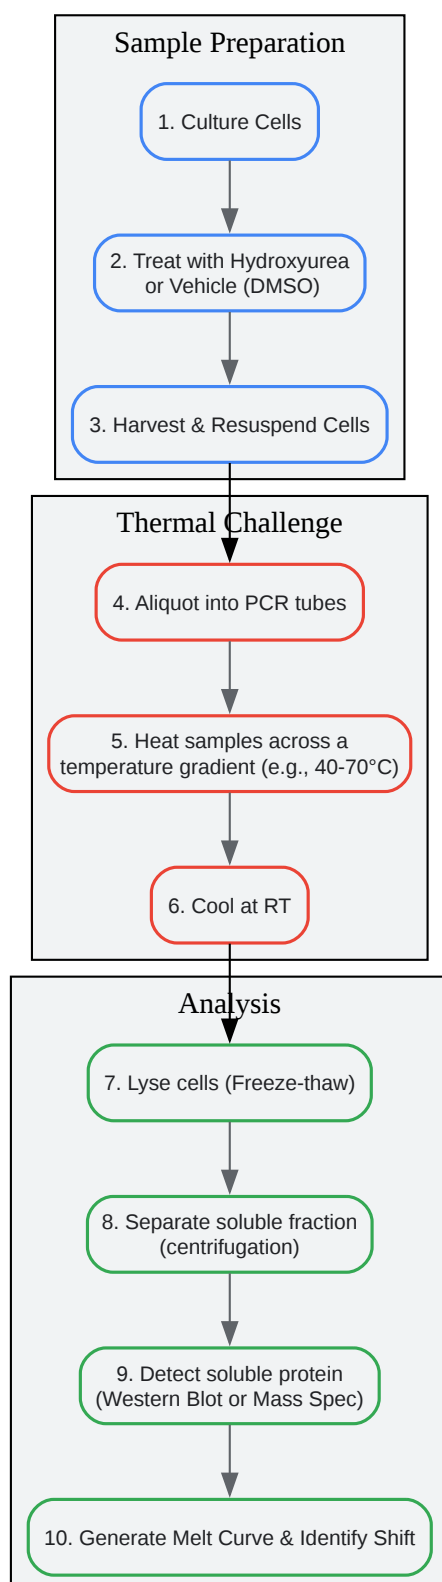 Sample Preparation
1. Culture Cells
2. Treat with Hydroxyurea
or Vehicle (DMSO)
3. Harvest & Resuspend Cells
Thermal Challenge
4. Aliquot into PCR tubes
5. Heat samples across a
temperature gradient (e.g., 40-70°C)
6. Cool at RT
Analysis
7. Lyse cells (Freeze-thaw)
8. Separate soluble fraction
(centrifugation)
9. Detect soluble protein
(Western Blot or Mass Spec)
10. Generate Melt Curve & Identify Shift